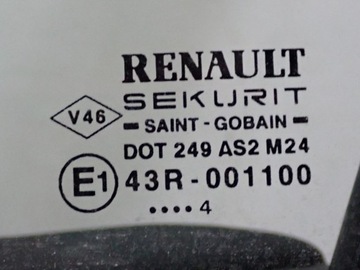 RENAULT
SEKURIT
V46
SAINT-GOBAIN
DOT 249 AS2 M24
E1 43R-001100
•••• 4